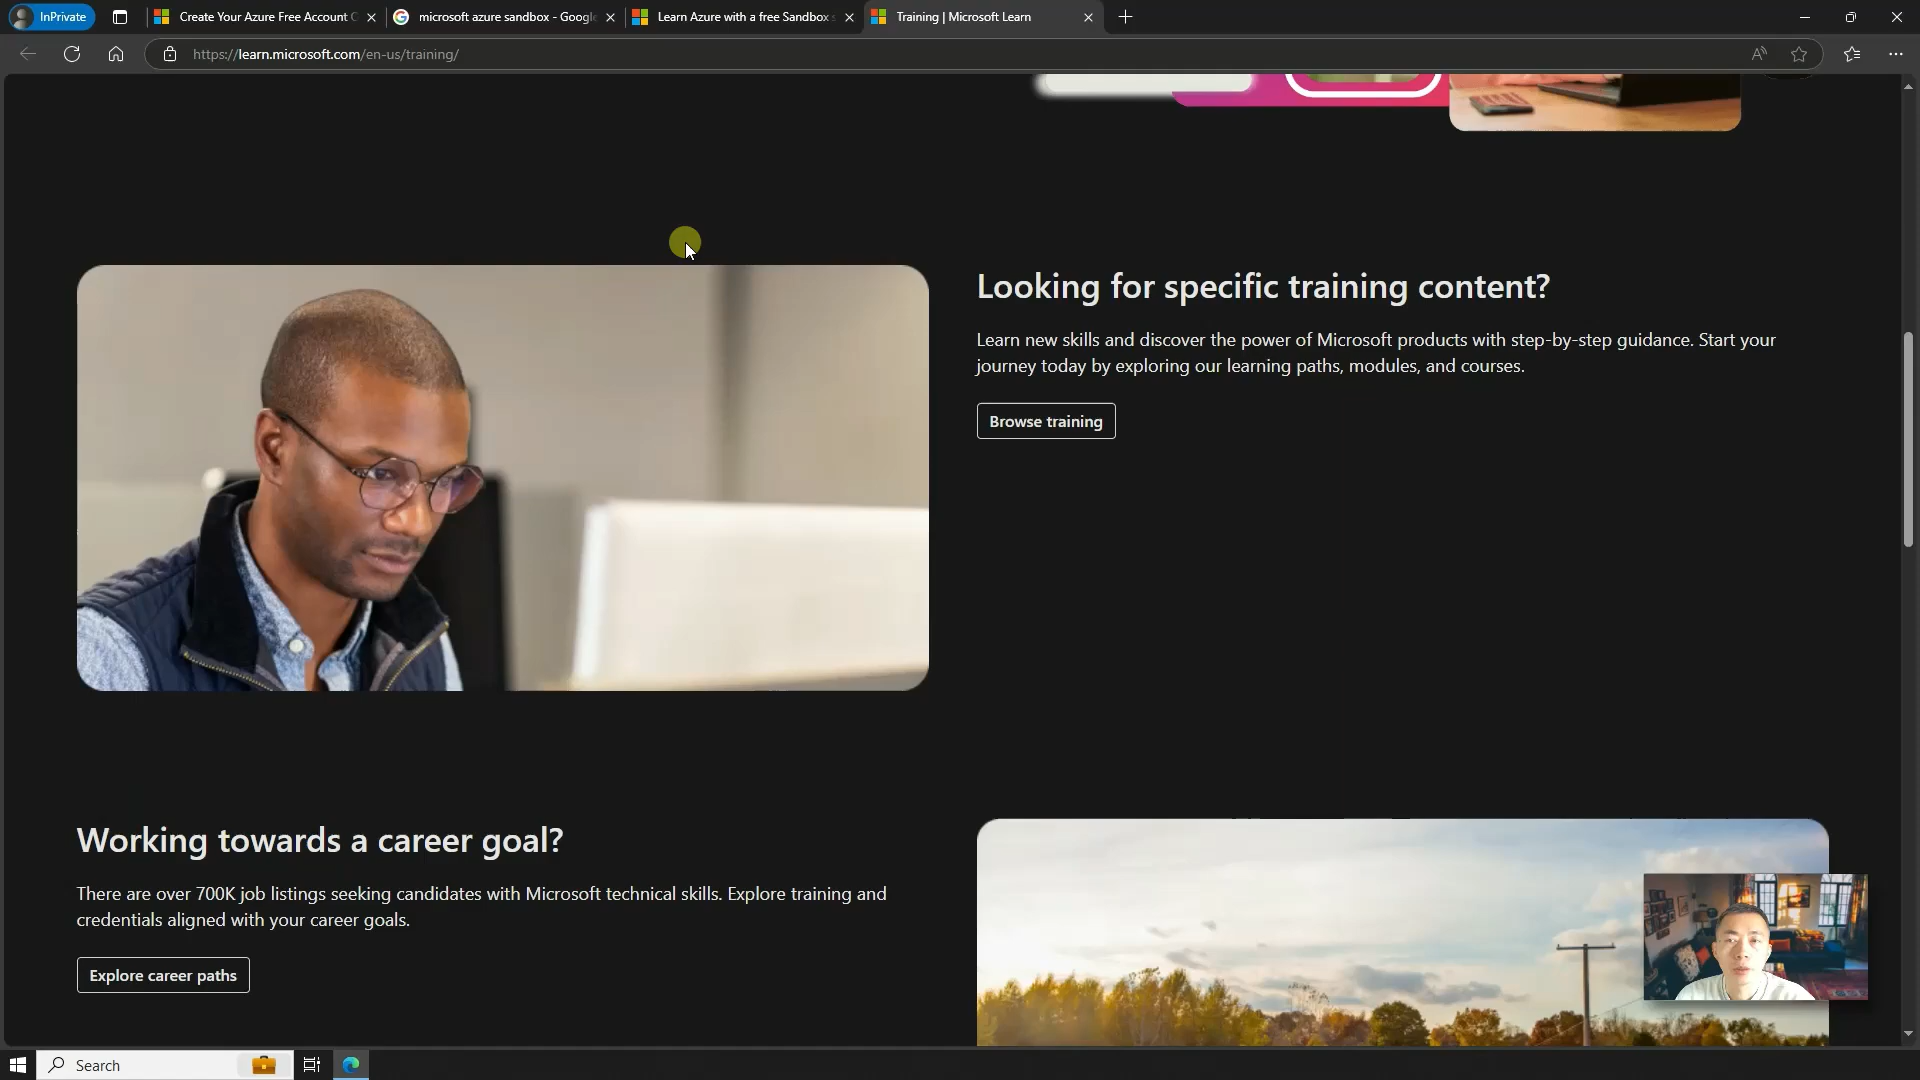 InPrivate
Create Your Azure Free Account
microsoft azure sandbox - Google
Learn Azure with a free Sandbox
Training | Microsoft Learn
https://learn.microsoft.com/en-us/training/
Looking for specific training content?
Learn new skills and discover the power of Microsoft products with step-by-step guidance. Start your
journey today by exploring our learning paths, modules, and courses.
Browse training
Working towards a career goal?
There are over 700K job listings seeking candidates with Microsoft technical skills. Explore training and
credentials aligned with your career goals.
Explore career paths
Search